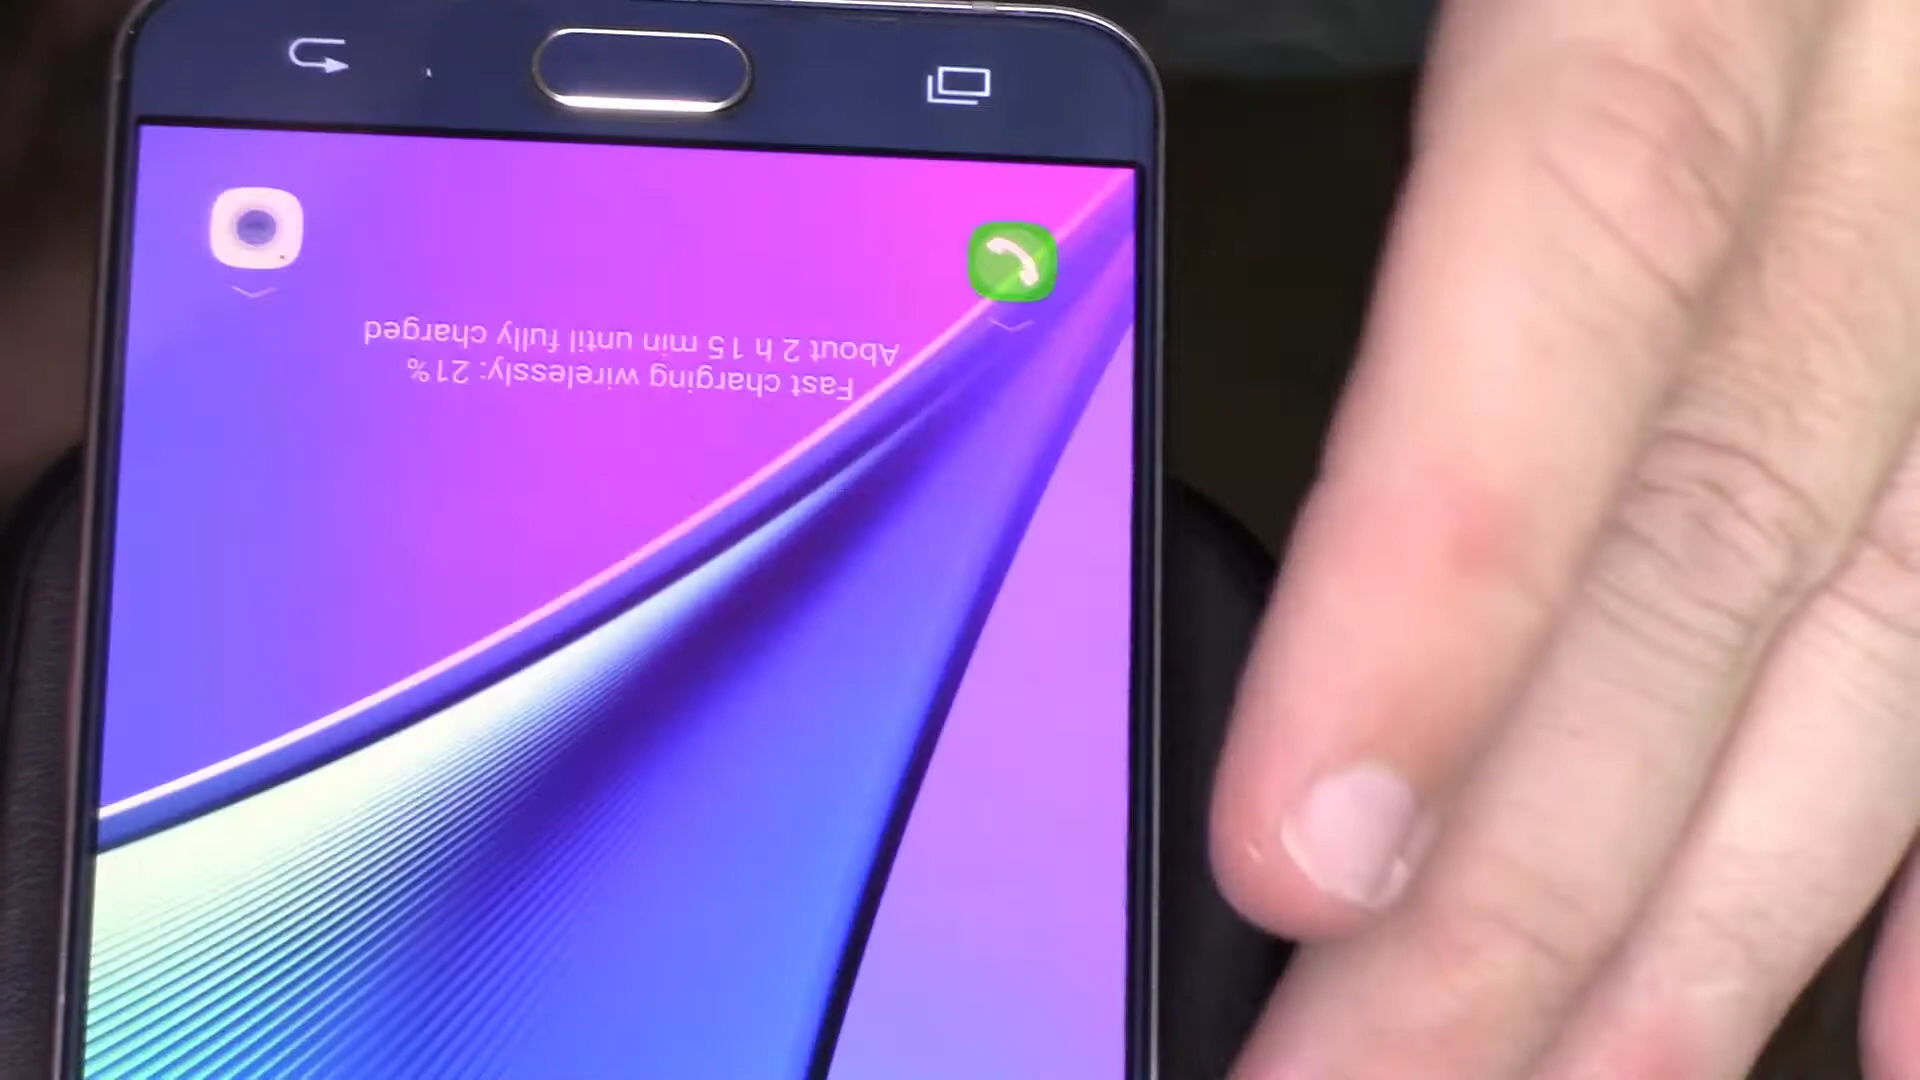 Fast charging wirelessly: 21%
About 2 h 15 min until fully charged